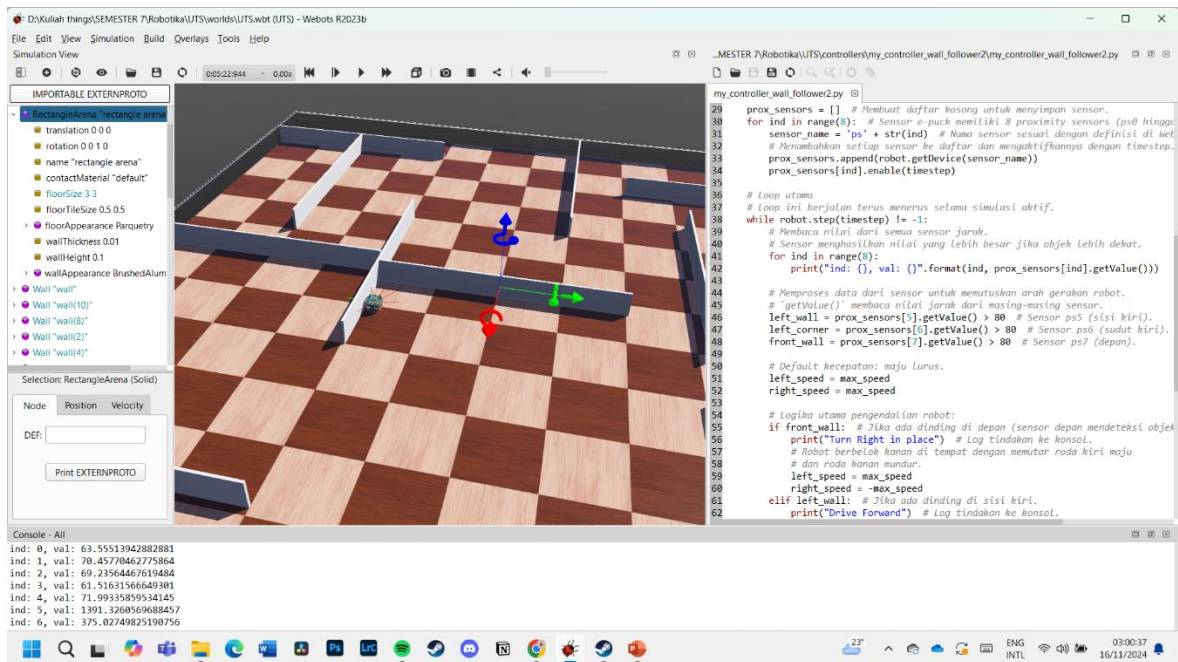 D:\Kuliah things\SEMESTER 7\Robotika\UTS\worlds\UTS.wbt (UTS) - Webots R2023b
File Edit View Simulation Build Overlays Tools Help
Simulation View
0:05:22:944 - 0.00x
IMPORTABLE EXTERNPROTO
RectangleArena "rectangle arena
translation 0 0 0
rotation 0 0 1 0
name "rectangle arena"
contactMaterial "default"
floorSize 3 3
floorTileSize 0.5 0.5
floorAppearance Parquetry
wallThickness 0.01
wallHeight 0.1
wallAppearance BrushedAlum
Wall "wall"
Wall "wall(10)"
Wall "wall(8)"
Wall "wall(2)"
Wall "wall(4)"
Selection: RectangleArena (Solid)
Node Position Velocity
DEF:
Print EXTERNPROTO
...MESTER 7\Robotika\UTS\controllers\my_controller_wall_follower2\my_controller_wall_follower2.py
my_controller_wall_follower2.py
29 prox_sensors = [] # Membuat daftar kosong untuk menyimpan sensor.
30 for ind in range(8): # Sensor e-puck memiliki 8 proximity sensors (ps0 hingga
31 sensor_name = 'ps' + str(ind) # Nama sensor sesuai dengan definisi di Web
32 # Menambahkan setiap sensor ke daftar dan mengaktifkannya dengan timestep.
33 prox_sensors.append(robot.getDevice(sensor_name))
34 prox_sensors[ind].enable(timestep)
35
36 # Loop utama
37 # Loop ini berjalan terus menerus selama simulasi aktif.
38 while robot.step(timestep) != -1:
39 # Membaca nilai dari semua sensor jarak.
40 # Sensor menghasilkan nilai yang lebih besar jika objek lebih dekat.
41 for ind in range(8):
42 print("ind: {}, val: {}".format(ind, prox_sensors[ind].getValue()))
43
44 # Memproses data dari sensor untuk memutuskan arah gerakan robot.
45 # `getValue()` membaca nilai jarak dari masing-masing sensor.
46 left_wall = prox_sensors[5].getValue() > 80 # Sensor ps5 (sisi kiri).
47 left_corner = prox_sensors[6].getValue() > 80 # Sensor ps6 (sudut kiri).
48 front_wall = prox_sensors[7].getValue() > 80 # Sensor ps7 (depan).
49
50 # Default kecepatan: maju lurus.
51 left_speed = max_speed
52 right_speed = max_speed
53
54 # Logika utama pengendalian robot:
55 if front_wall: # Jika ada dinding di depan (sensor depan mendeteksi objek
56 print("Turn Right in place") # Log tindakan ke konsol.
57 # Robot berbelok kanan di tempat dengan memutar roda kiri maju
58 # dan roda kanan mundur.
59 left_speed = max_speed
60 right_speed = -max_speed
61 elif left_wall: # Jika ada dinding di sisi kiri.
62 print("Drive Forward") # Log tindakan ke konsol.
Console - All
ind: 0, val: 63.55513942882881
ind: 1, val: 70.45770462775864
ind: 2, val: 69.23564467619484
ind: 3, val: 61.51631566649301
ind: 4, val: 71.99335859534145
ind: 5, val: 1391.3260569688457
ind: 6, val: 375.02749825190756
Ps LrC
23°
ENG
INTL
03:00:37
16/11/2024